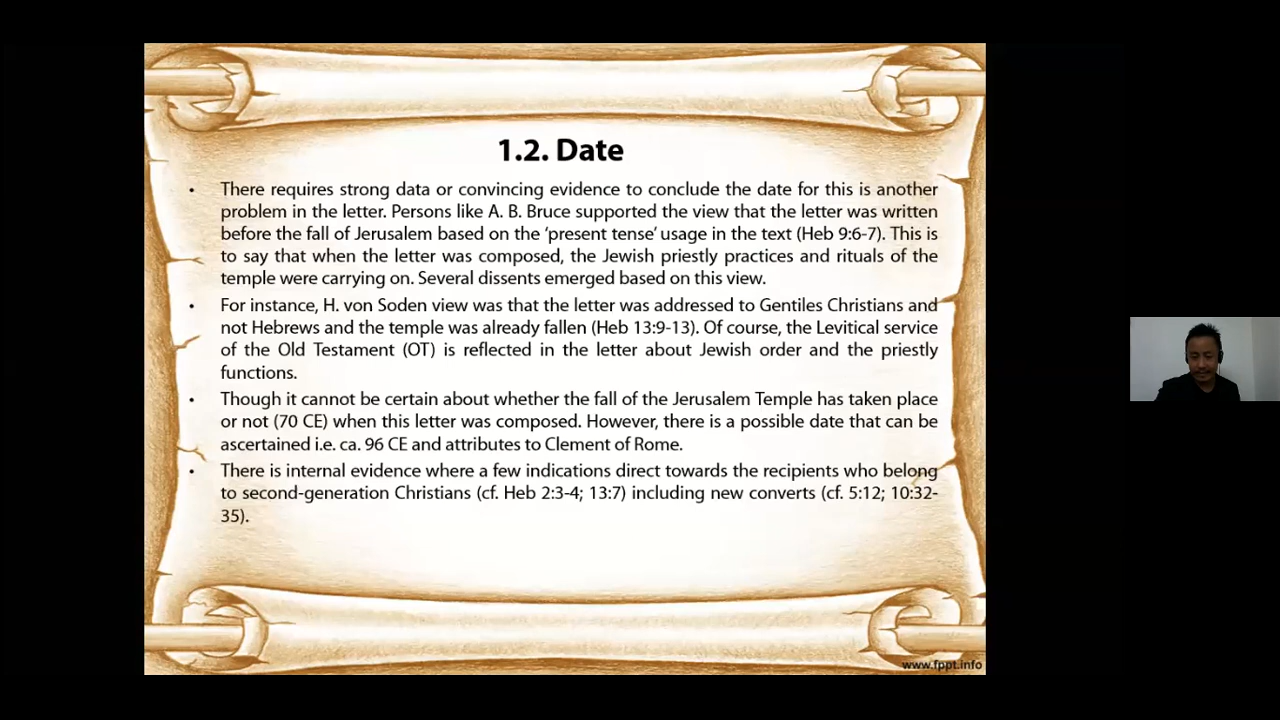 1.2. Date
• There requires strong data or convincing evidence to conclude the date for this is another
problem in the letter. Persons like A. B. Bruce supported the view that the letter was written
before the fall of Jerusalem based on the ‘present tense’ usage in the text (Heb 9:6-7). This is
to say that when the letter was composed, the Jewish priestly practices and rituals of the
temple were carrying on. Several dissents emerged based on this view.
• For instance, H. von Soden view was that the letter was addressed to Gentiles Christians and
not Hebrews and the temple was already fallen (Heb 13:9-13). Of course, the Levitical service
of the Old Testament (OT) is reflected in the letter about Jewish order and the priestly
functions.
• Though it cannot be certain about whether the fall of the Jerusalem Temple has taken place
or not (70 CE) when this letter was composed. However, there is a possible date that can be
ascertained i.e. ca. 96 CE and attributes to Clement of Rome.
• There is internal evidence where a few indications direct towards the recipients who belong
to second-generation Christians (cf. Heb 2:3-4; 13:7) including new converts (cf. 5:12; 10:32-
35).
www.fppt.info